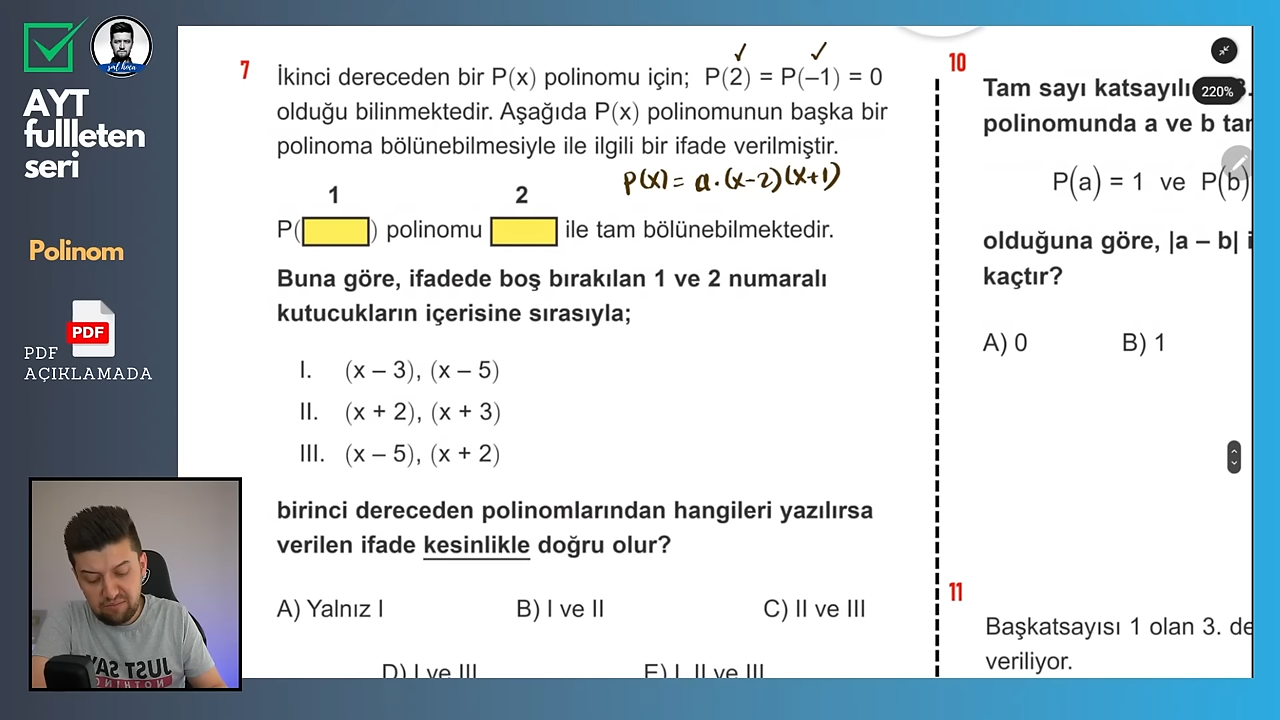 AYT
fullleten
seri
Polinom
PDF
PDF
AÇIKLAMADA
7
İkinci dereceden bir P(x) polinomu için; P(2) = P(–1) = 0
olduğu bilinmektedir. Aşağıda P(x) polinomunun başka bir
polinoma bölünebilmesiyle ile ilgili bir ifade verilmiştir.
P(x) = a·(x-2)(x+1)
1 2
P( ) polinomu ile tam bölünebilmektedir.
Buna göre, ifadede boş bırakılan 1 ve 2 numaralı
kutucukların içerisine sırasıyla;
I. (x – 3), (x – 5)
II. (x + 2), (x + 3)
III. (x – 5), (x + 2)
birinci dereceden polinomlarından hangileri yazılırsa
verilen ifade kesinlikle doğru olur?
A) Yalnız I B) I ve II C) II ve III
D) I ve III E) I, II ve III
10
Tam sayı katsayılı
220%
polinomunda a ve b tar
P(a) = 1 ve P(b)
olduğuna göre, |a – b| i
kaçtır?
A) 0 B) 1
11
Başkatsayısı 1 olan 3. de
veriliyor.
JUST SAY
NOTHING